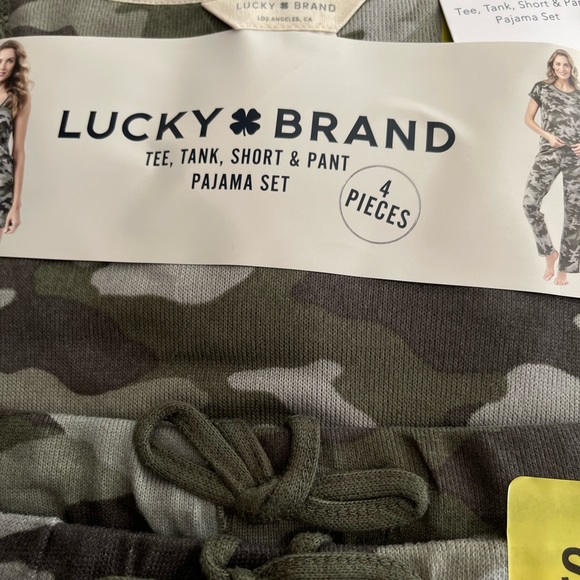 LUCKY BRAND
LOS ANGELES, CA
Tee, Tank, Short &
Pajama Set
LUCKY BRAND
TEE, TANK, SHORT & PANT
PAJAMA SET
4
PIECES
S